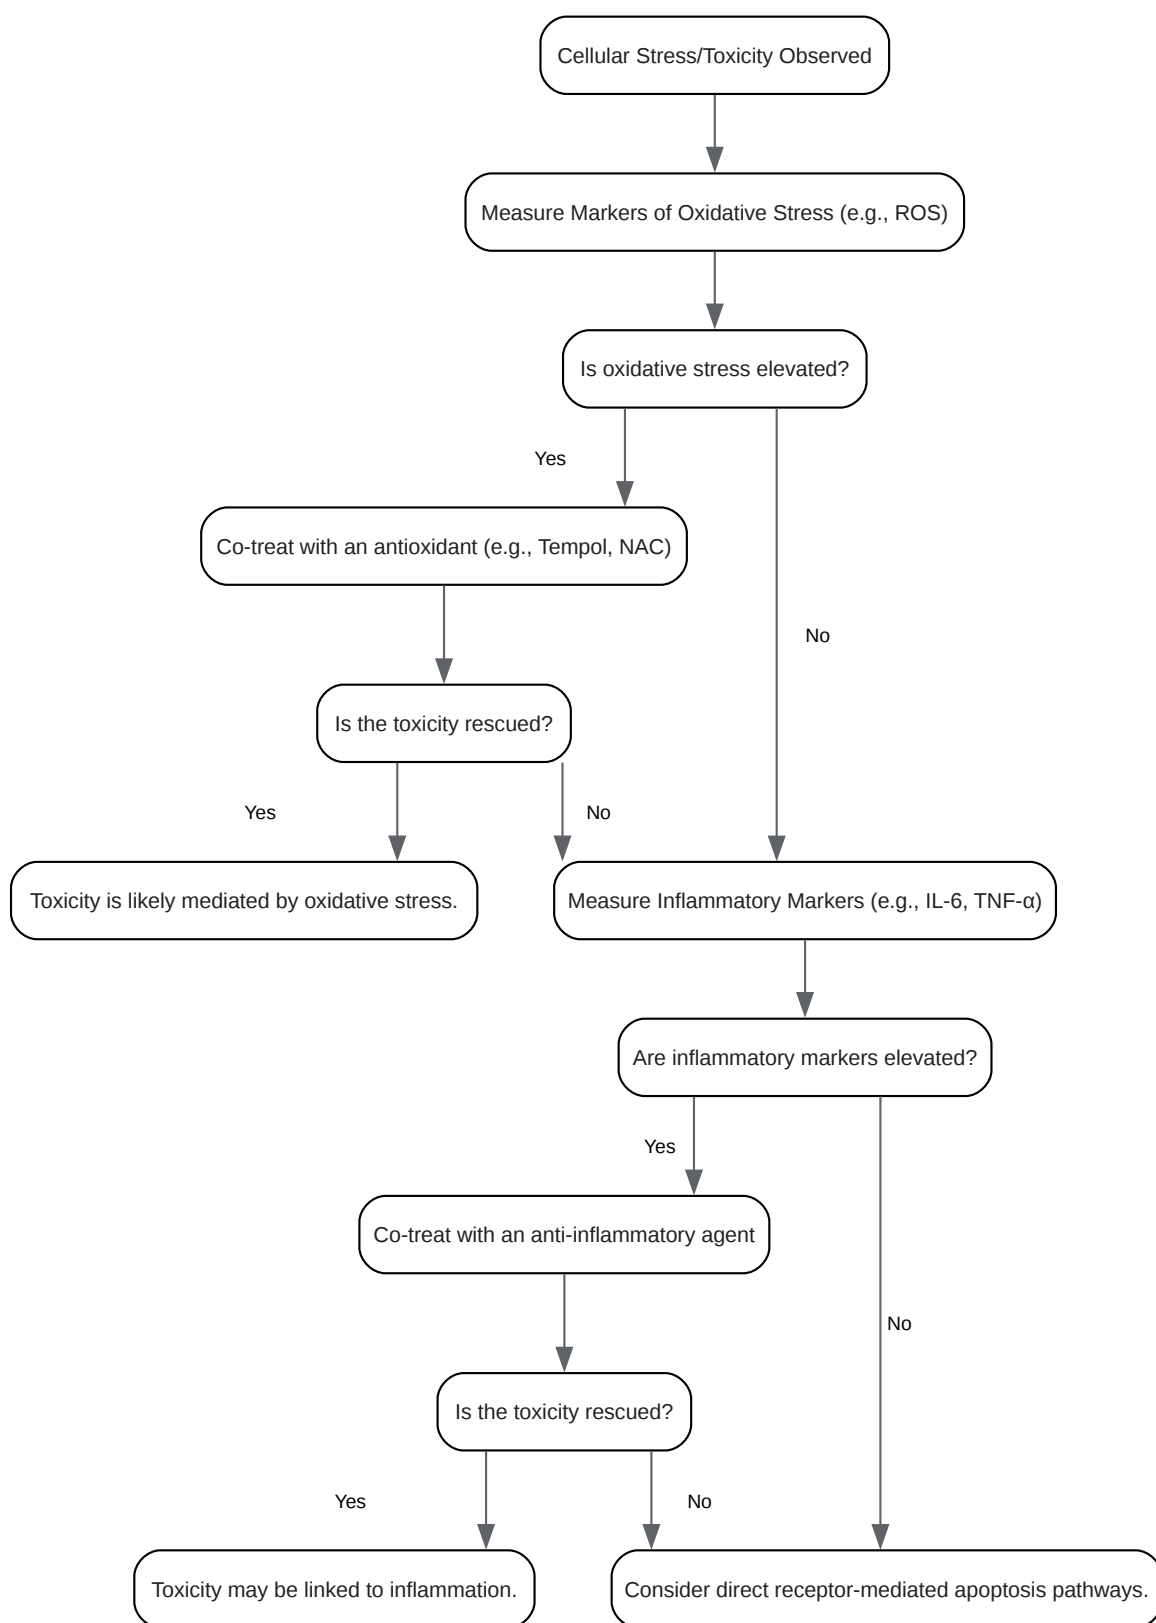 Cellular Stress/Toxicity Observed
Measure Markers of Oxidative Stress (e.g., ROS)
Is oxidative stress elevated?
Yes
Co-treat with an antioxidant (e.g., Tempol, NAC)
No
Is the toxicity rescued?
Yes
No
Toxicity is likely mediated by oxidative stress.
Measure Inflammatory Markers (e.g., IL-6, TNF-α)
Are inflammatory markers elevated?
Yes
Co-treat with an anti-inflammatory agent
No
Is the toxicity rescued?
Yes
No
Toxicity may be linked to inflammation.
Consider direct receptor-mediated apoptosis pathways.